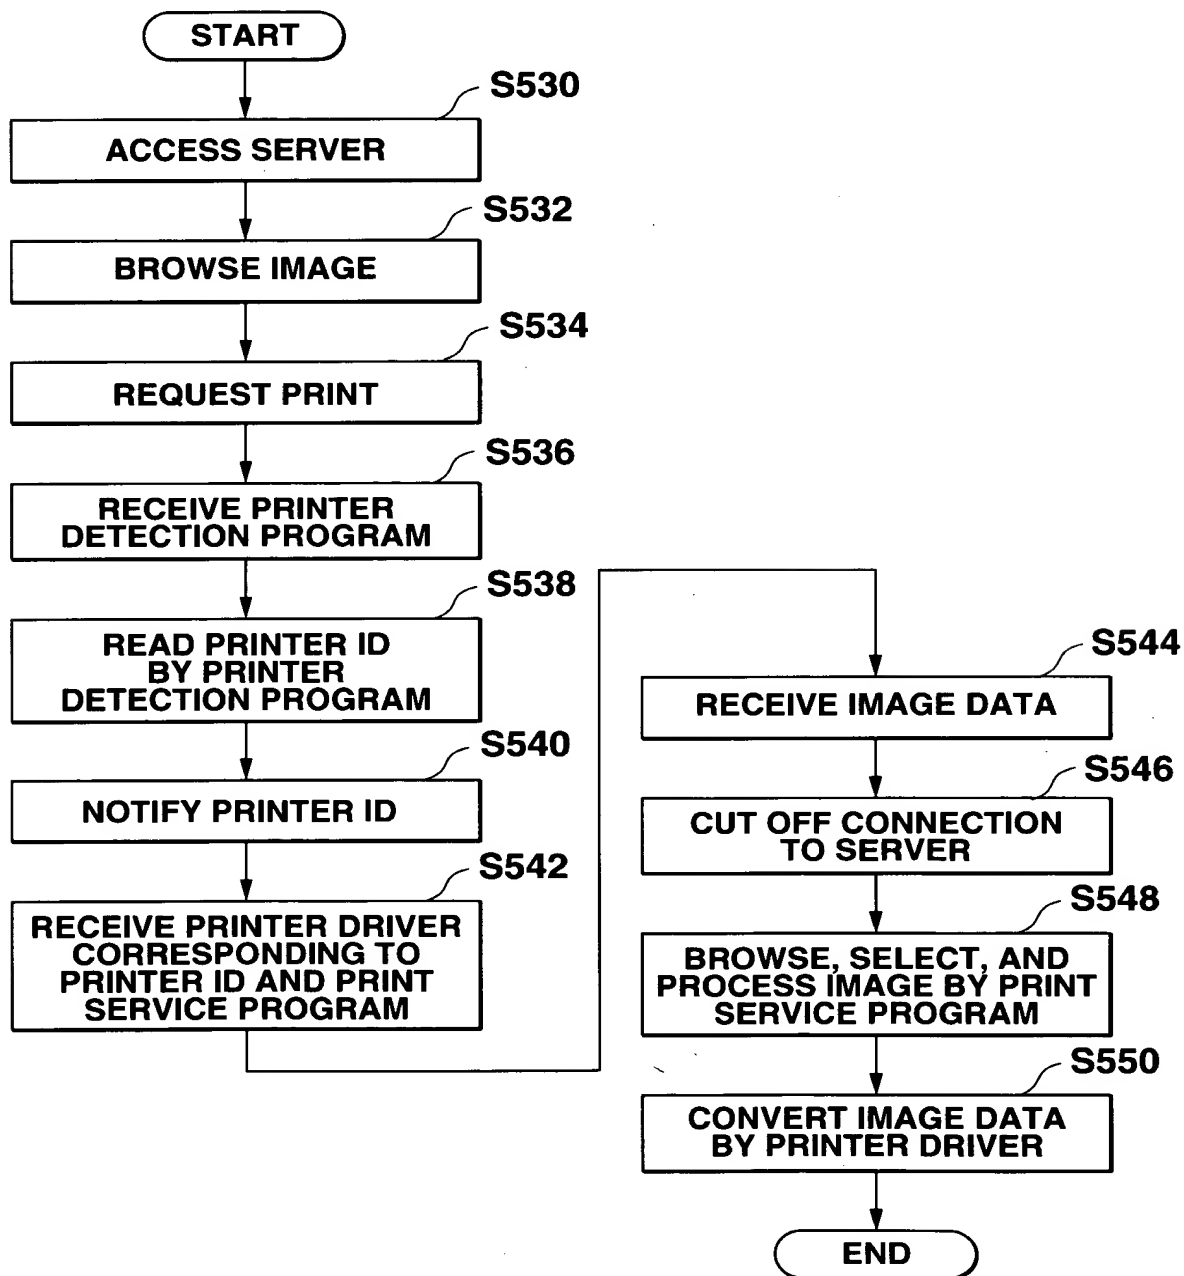 START
S530
ACCESS SERVER
S532
BROWSE IMAGE
S534
REQUEST PRINT
S536
RECEIVE PRINTER
DETECTION PROGRAM
S538
READ PRINTER ID
BY PRINTER
DETECTION PROGRAM
S540
NOTIFY PRINTER ID
S542
RECEIVE PRINTER DRIVER
CORRESPONDING TO
PRINTER ID AND PRINT
SERVICE PROGRAM
S544
RECEIVE IMAGE DATA
S546
CUT OFF CONNECTION
TO SERVER
S548
BROWSE, SELECT, AND
PROCESS IMAGE BY PRINT
SERVICE PROGRAM
S550
CONVERT IMAGE DATA
BY PRINTER DRIVER
END